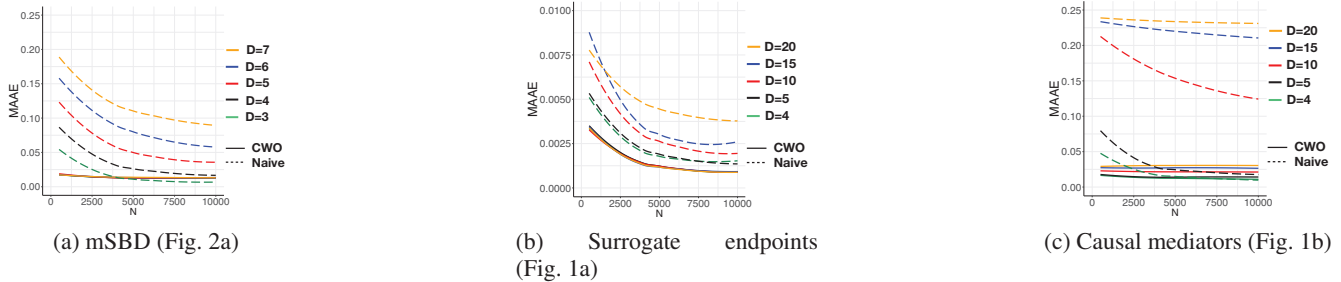 0.25
0.20
0.15
0.10
0.05
0.00
MAAE
0 2500 5000 7500 10000
N
D=7
D=6
D=5
D=4
D=3
CWO
Naive
(a) mSBD (Fig. 2a)
0.0100
0.0075
0.0050
0.0025
0.0000
MAAE
0 2500 5000 7500 10000
N
D=20
D=15
D=10
D=5
D=4
CWO
Naive
(b) Surrogate endpoints
(Fig. 1a)
0.25
0.20
0.15
0.10
0.05
0.00
MAAE
0 2500 5000 7500 10000
N
D=20
D=15
D=10
D=5
D=4
CWO
Naive
(c) Causal mediators (Fig. 1b)